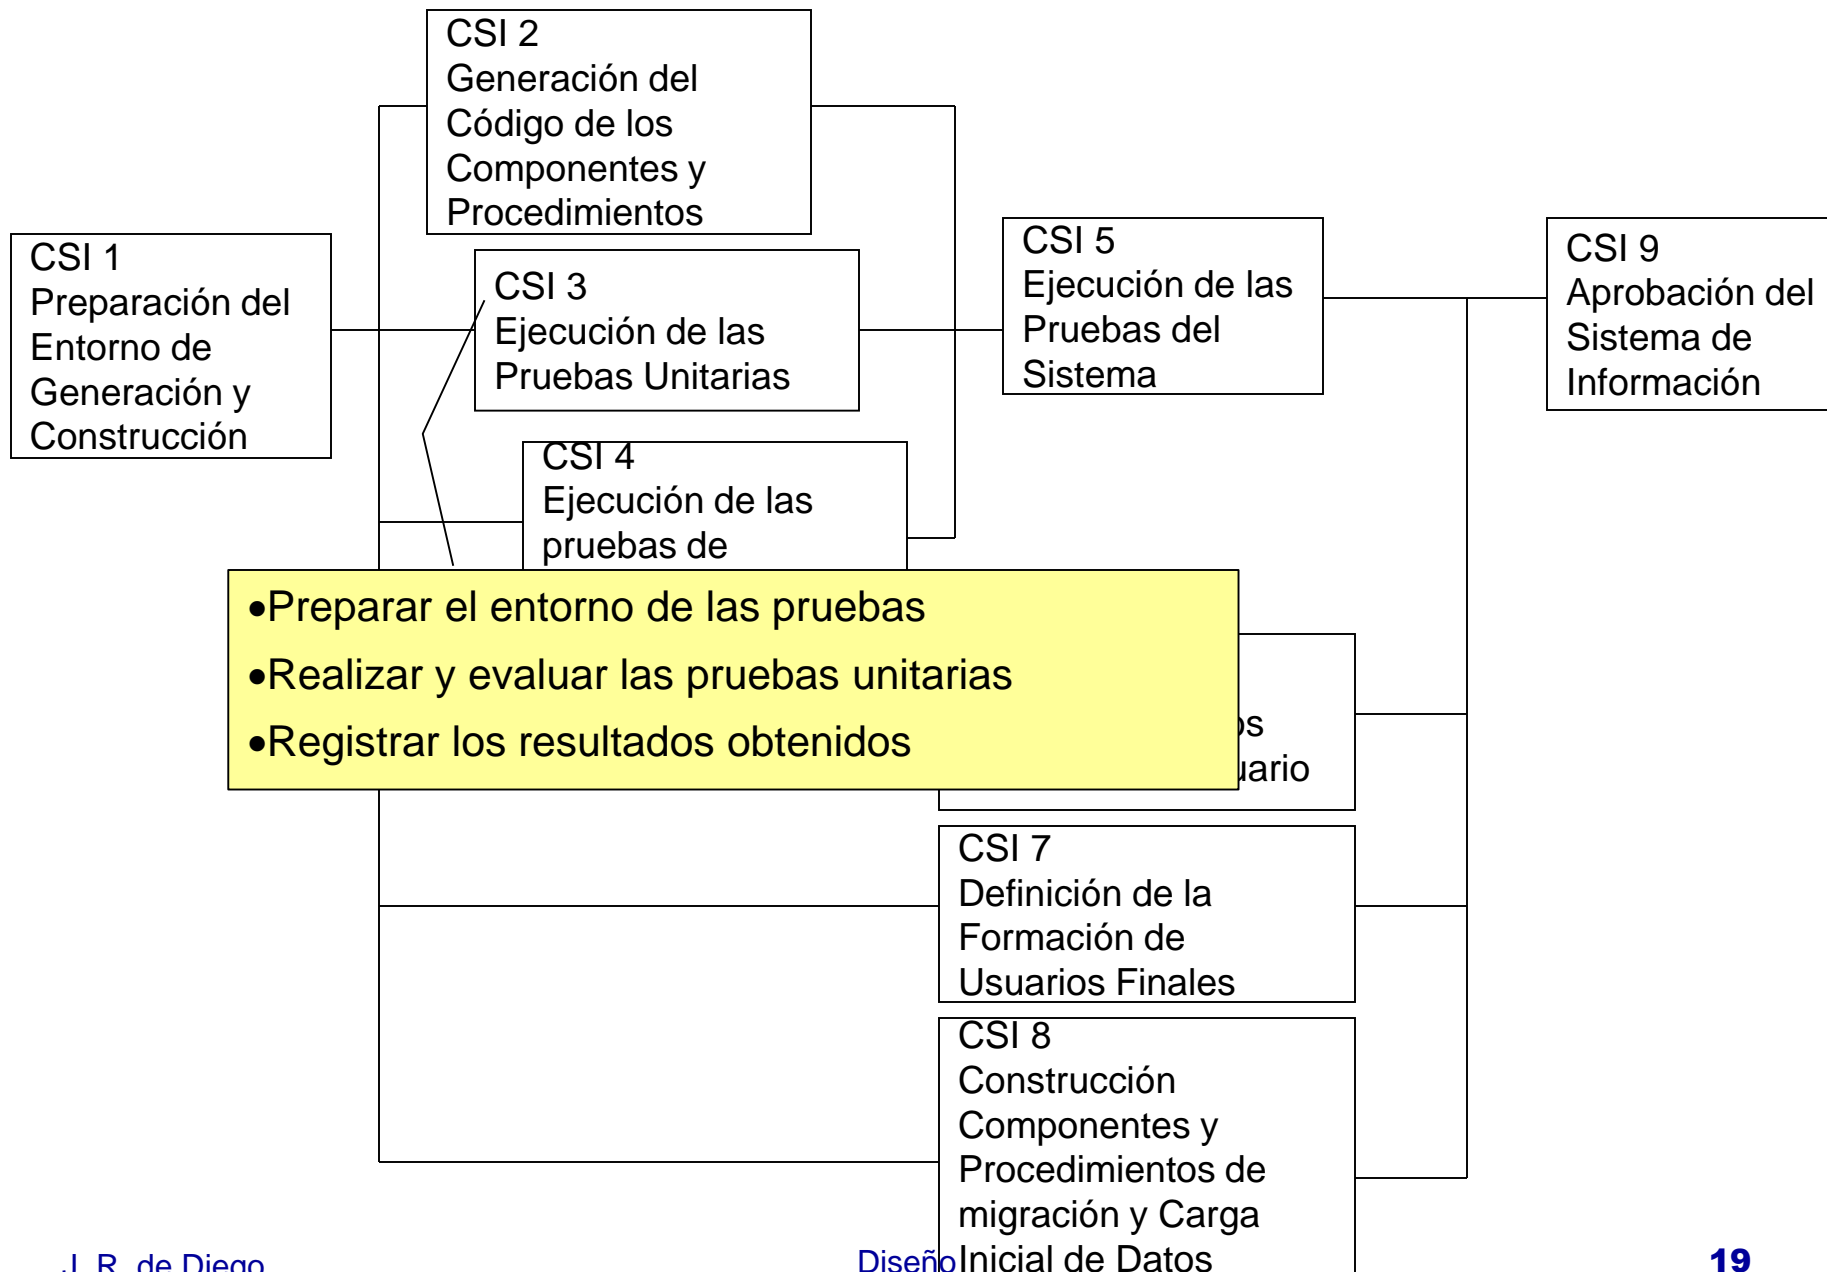 CSI 2
Generación del
Código de los
Componentes y
Procedimientos
CSI 1
Preparación del
Entorno de
Generación y
Construcción
CSI 3
Ejecución de las
Pruebas Unitarias
CSI 5
Ejecución de las
Pruebas del
Sistema
CSI 9
Aprobación del
Sistema de
Información
CSI 4
Ejecución de las
pruebas de
•Preparar el entorno de las pruebas
•Realizar y evaluar las pruebas unitarias
•Registrar los resultados obtenidos
CSI 7
Definición de la
Formación de
Usuarios Finales
CSI 8
Construcción
Componentes y
Procedimientos de
migración y Carga
Inicial de Datos
J. R. de Diego
Diseño
19